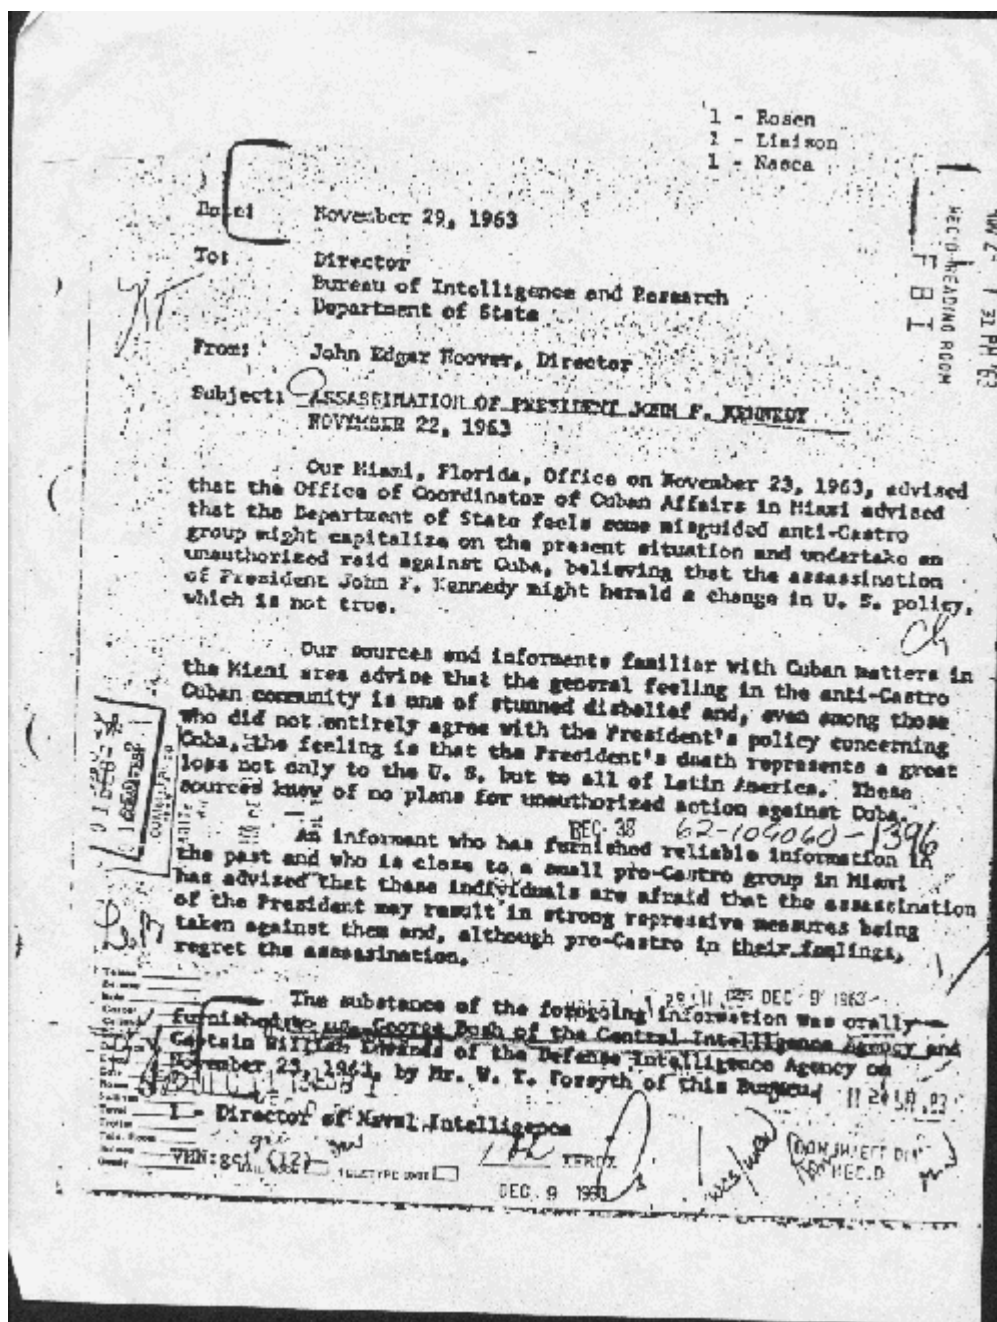 1 - Rosen
1 - Liaison
1 - Nasca
REC'D READING ROOM
F B I
Date: November 29, 1963
To: Director
Bureau of Intelligence and Research
Department of State
From: John Edgar Hoover, Director
Subject: ASSASSINATION OF PRESIDENT JOHN F. KENNEDY
NOVEMBER 22, 1963
Our Miami, Florida, Office on November 23, 1963, advised
that the Office of Coordinator of Cuban Affairs in Miami advised
that the Department of State feels some misguided anti-Castro
group might capitalize on the present situation and undertake an
unauthorized raid against Cuba, believing that the assassination
of President John F. Kennedy might herald a change in U. S. policy,
which is not true.
Our sources and informants familiar with Cuban matters in
the Miami area advise that the general feeling in the anti-Castro
Cuban community is one of stunned disbelief and, even among those
who did not entirely agree with the President's policy concerning
Cuba, the feeling is that the President's death represents a great
loss not only to the U. S. but to all of Latin America. These
sources know of no plans for unauthorized action against Cuba.
REC-38 62-109060-1396
An informant who has furnished reliable information in
the past and who is close to a small pro-Castro group in Miami
has advised that these individuals are afraid that the assassination
of the President may result in strong repressive measures being
taken against them and, although pro-Castro in their feelings,
regret the assassination.
DEC 9 1963
The substance of the foregoing information was orally
furnished to Mr. George Bush of the Central Intelligence Agency and
Captain William Edwards of the Defense Intelligence Agency on
November 23, 1963, by Mr. W. T. Forsyth of this Bureau.
1 - Director of Naval Intelligence
VHN:gci (12)
MAIL ROOM TELETYPE UNIT
XEROX
DEC 9 1963
REC'D